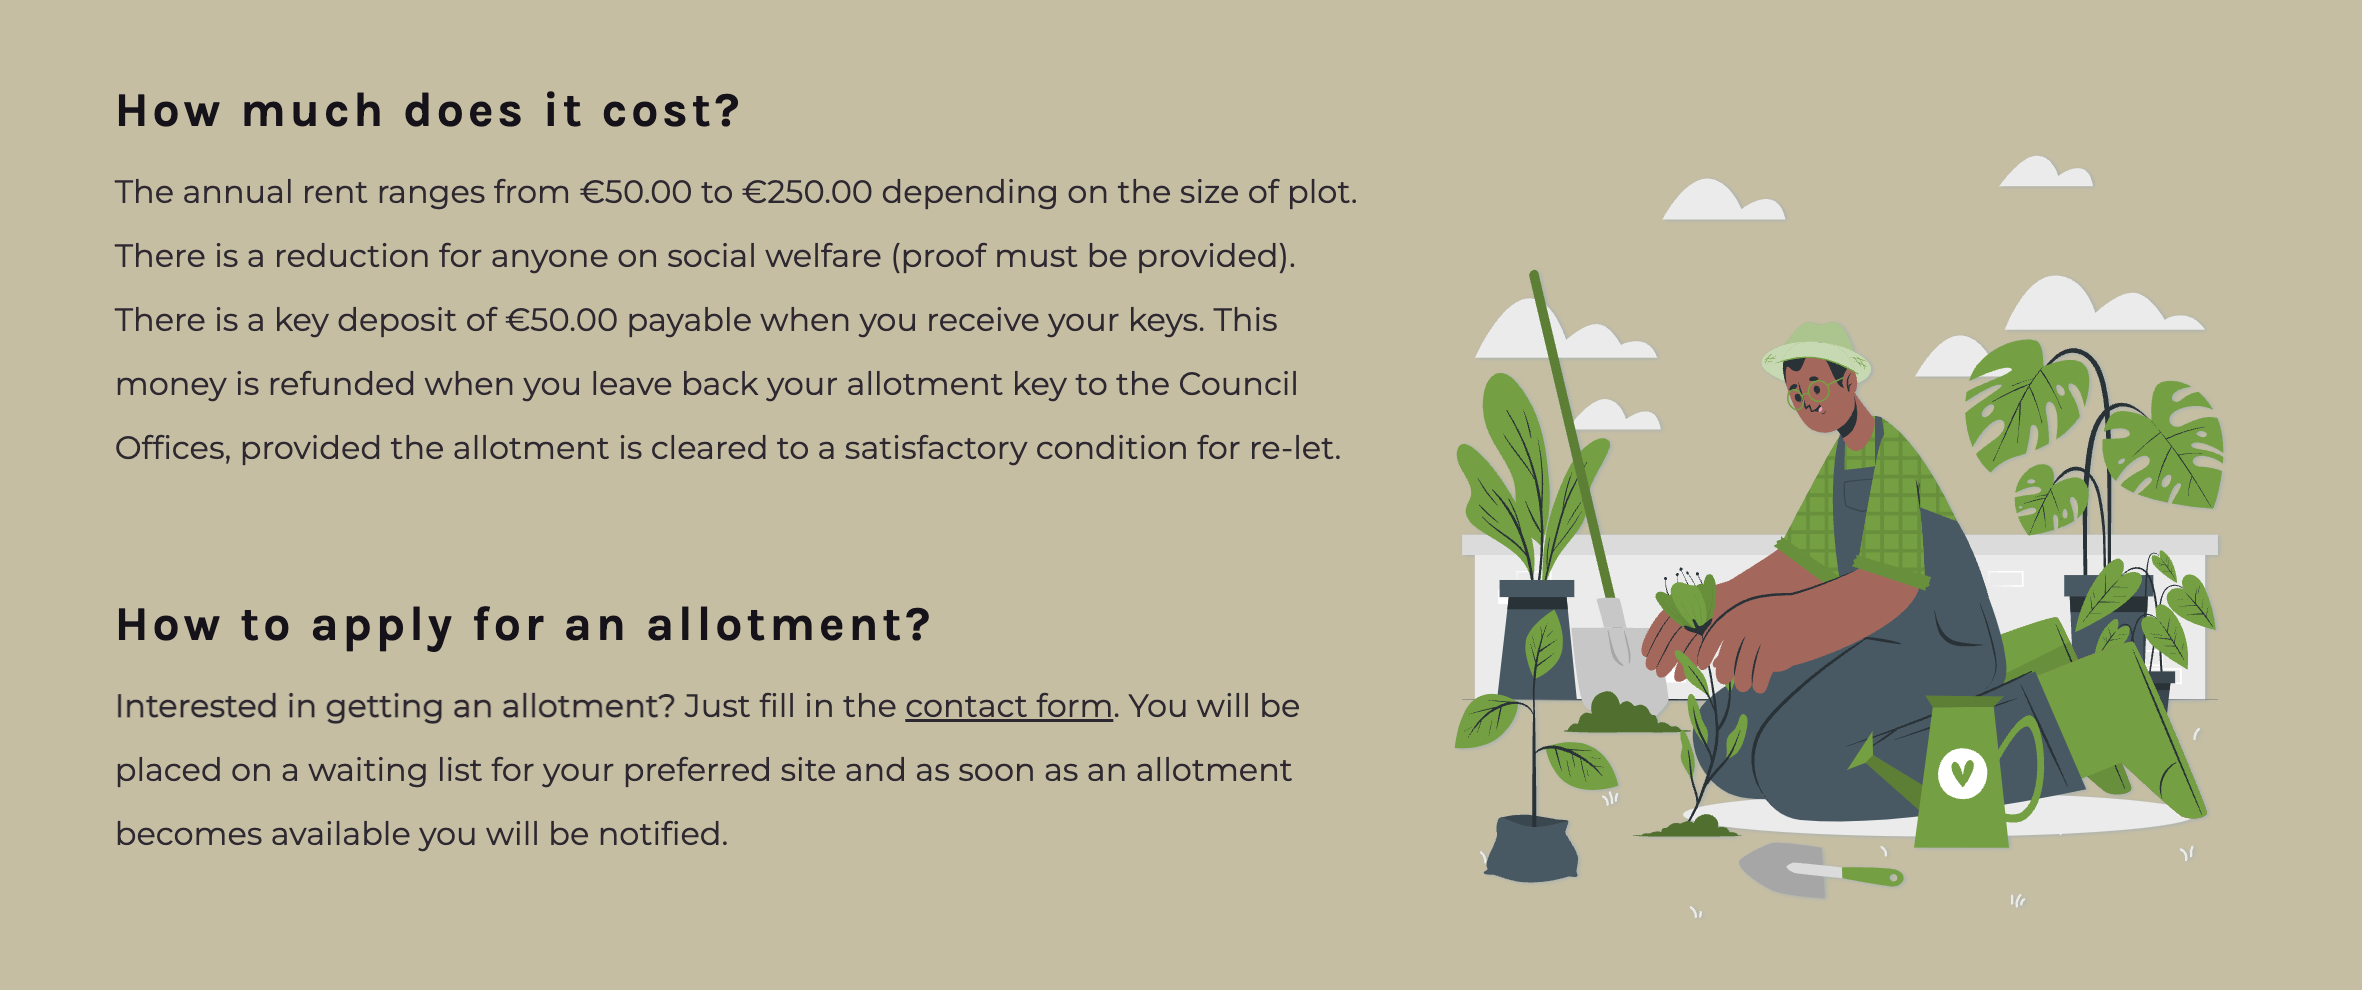 How much does it cost?
The annual rent ranges from €50.00 to €250.00 depending on the size of plot.
There is a reduction for anyone on social welfare (proof must be provided).
There is a key deposit of €50.00 payable when you receive your keys. This
money is refunded when you leave back your allotment key to the Council
Offices, provided the allotment is cleared to a satisfactory condition for re-let.
How to apply for an allotment?
Interested in getting an allotment? Just fill in the contact form. You will be
placed on a waiting list for your preferred site and as soon as an allotment
becomes available you will be notified.